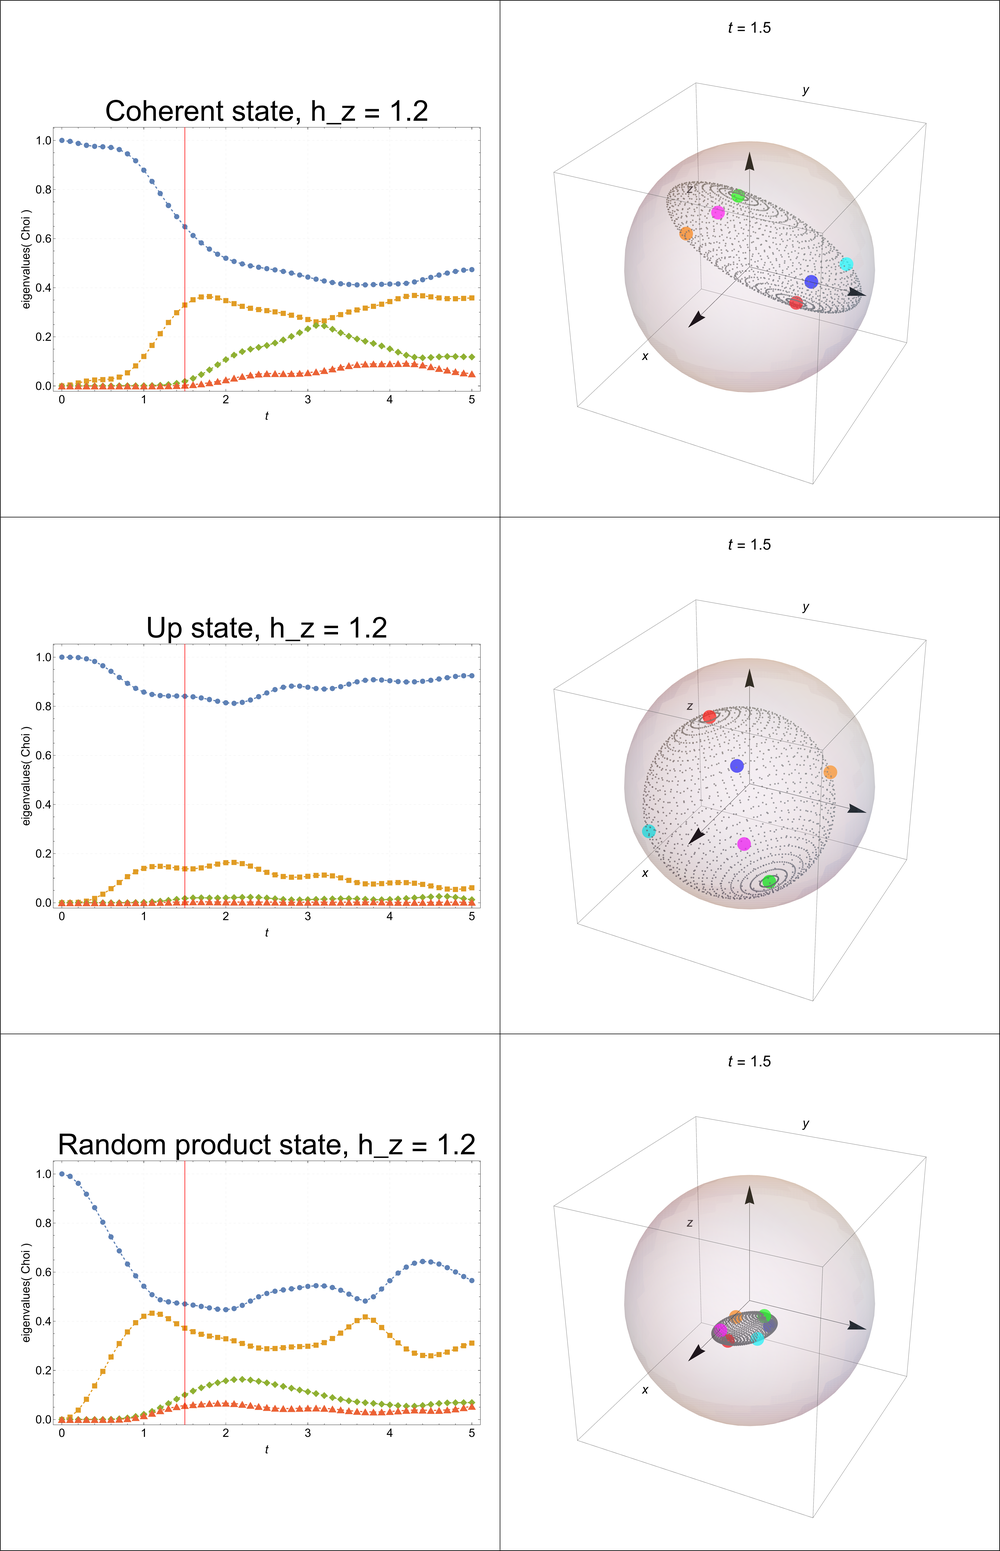 Coherent state, h_z = 1.2
eigenvalues( Choi )
1.0
0.8
0.6
0.4
0.2
0.0
0 1 2 3 4 5
t
t = 1.5
y
z
x
Up state, h_z = 1.2
eigenvalues( Choi )
1.0
0.8
0.6
0.4
0.2
0.0
0 1 2 3 4 5
t
t = 1.5
y
z
x
Random product state, h_z = 1.2
eigenvalues( Choi )
1.0
0.8
0.6
0.4
0.2
0.0
0 1 2 3 4 5
t
t = 1.5
y
z
x